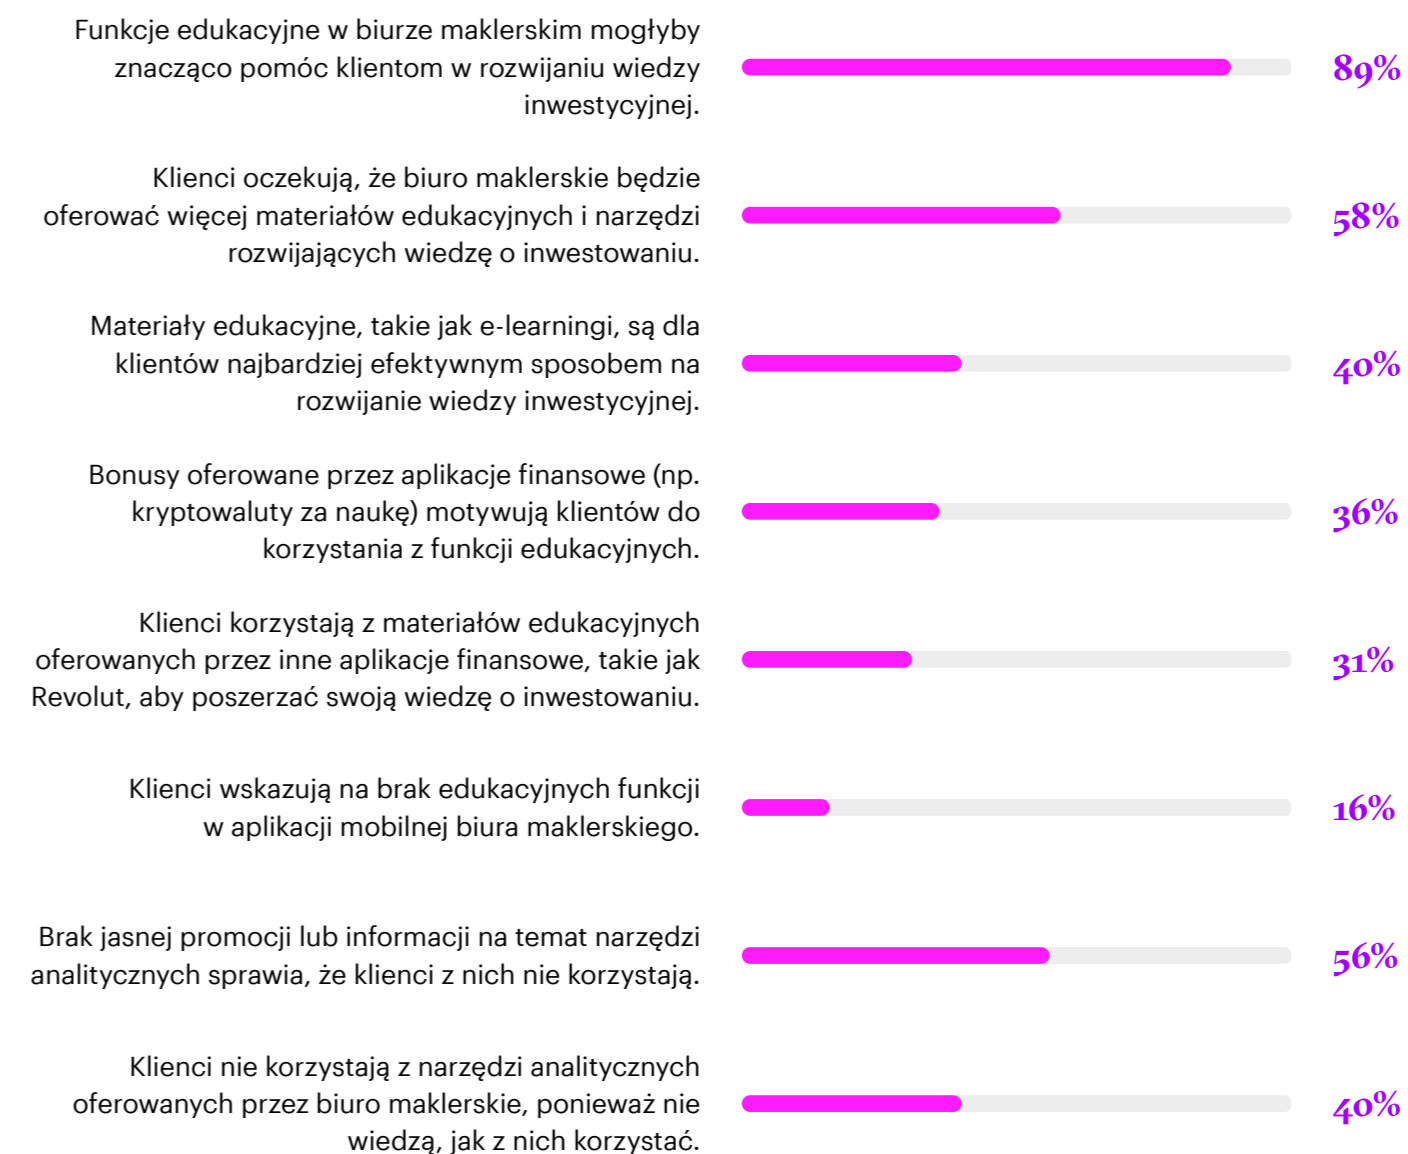 Funkcje edukacyjne w biurze maklerskim mogłyby
znacząco pomóc klientom w rozwijaniu wiedzy
inwestycyjnej.
89%
Klienci oczekują, że biuro maklerskie będzie
oferować więcej materiałów edukacyjnych i narzędzi
rozwijających wiedzę o inwestowaniu.
58%
Materiały edukacyjne, takie jak e-learningi, są dla
klientów najbardziej efektywnym sposobem na
rozwijanie wiedzy inwestycyjnej.
40%
Bonusy oferowane przez aplikacje finansowe (np.
kryptowaluty za naukę) motywują klientów do
korzystania z funkcji edukacyjnych.
36%
Klienci korzystają z materiałów edukacyjnych
oferowanych przez inne aplikacje finansowe, takie jak
Revolut, aby poszerzać swoją wiedzę o inwestowaniu.
31%
Klienci wskazują na brak edukacyjnych funkcji
w aplikacji mobilnej biura maklerskiego.
16%
Brak jasnej promocji lub informacji na temat narzędzi
analitycznych sprawia, że klienci z nich nie korzystają.
56%
Klienci nie korzystają z narzędzi analitycznych
oferowanych przez biuro maklerskie, ponieważ nie
wiedzą, jak z nich korzystać.
40%